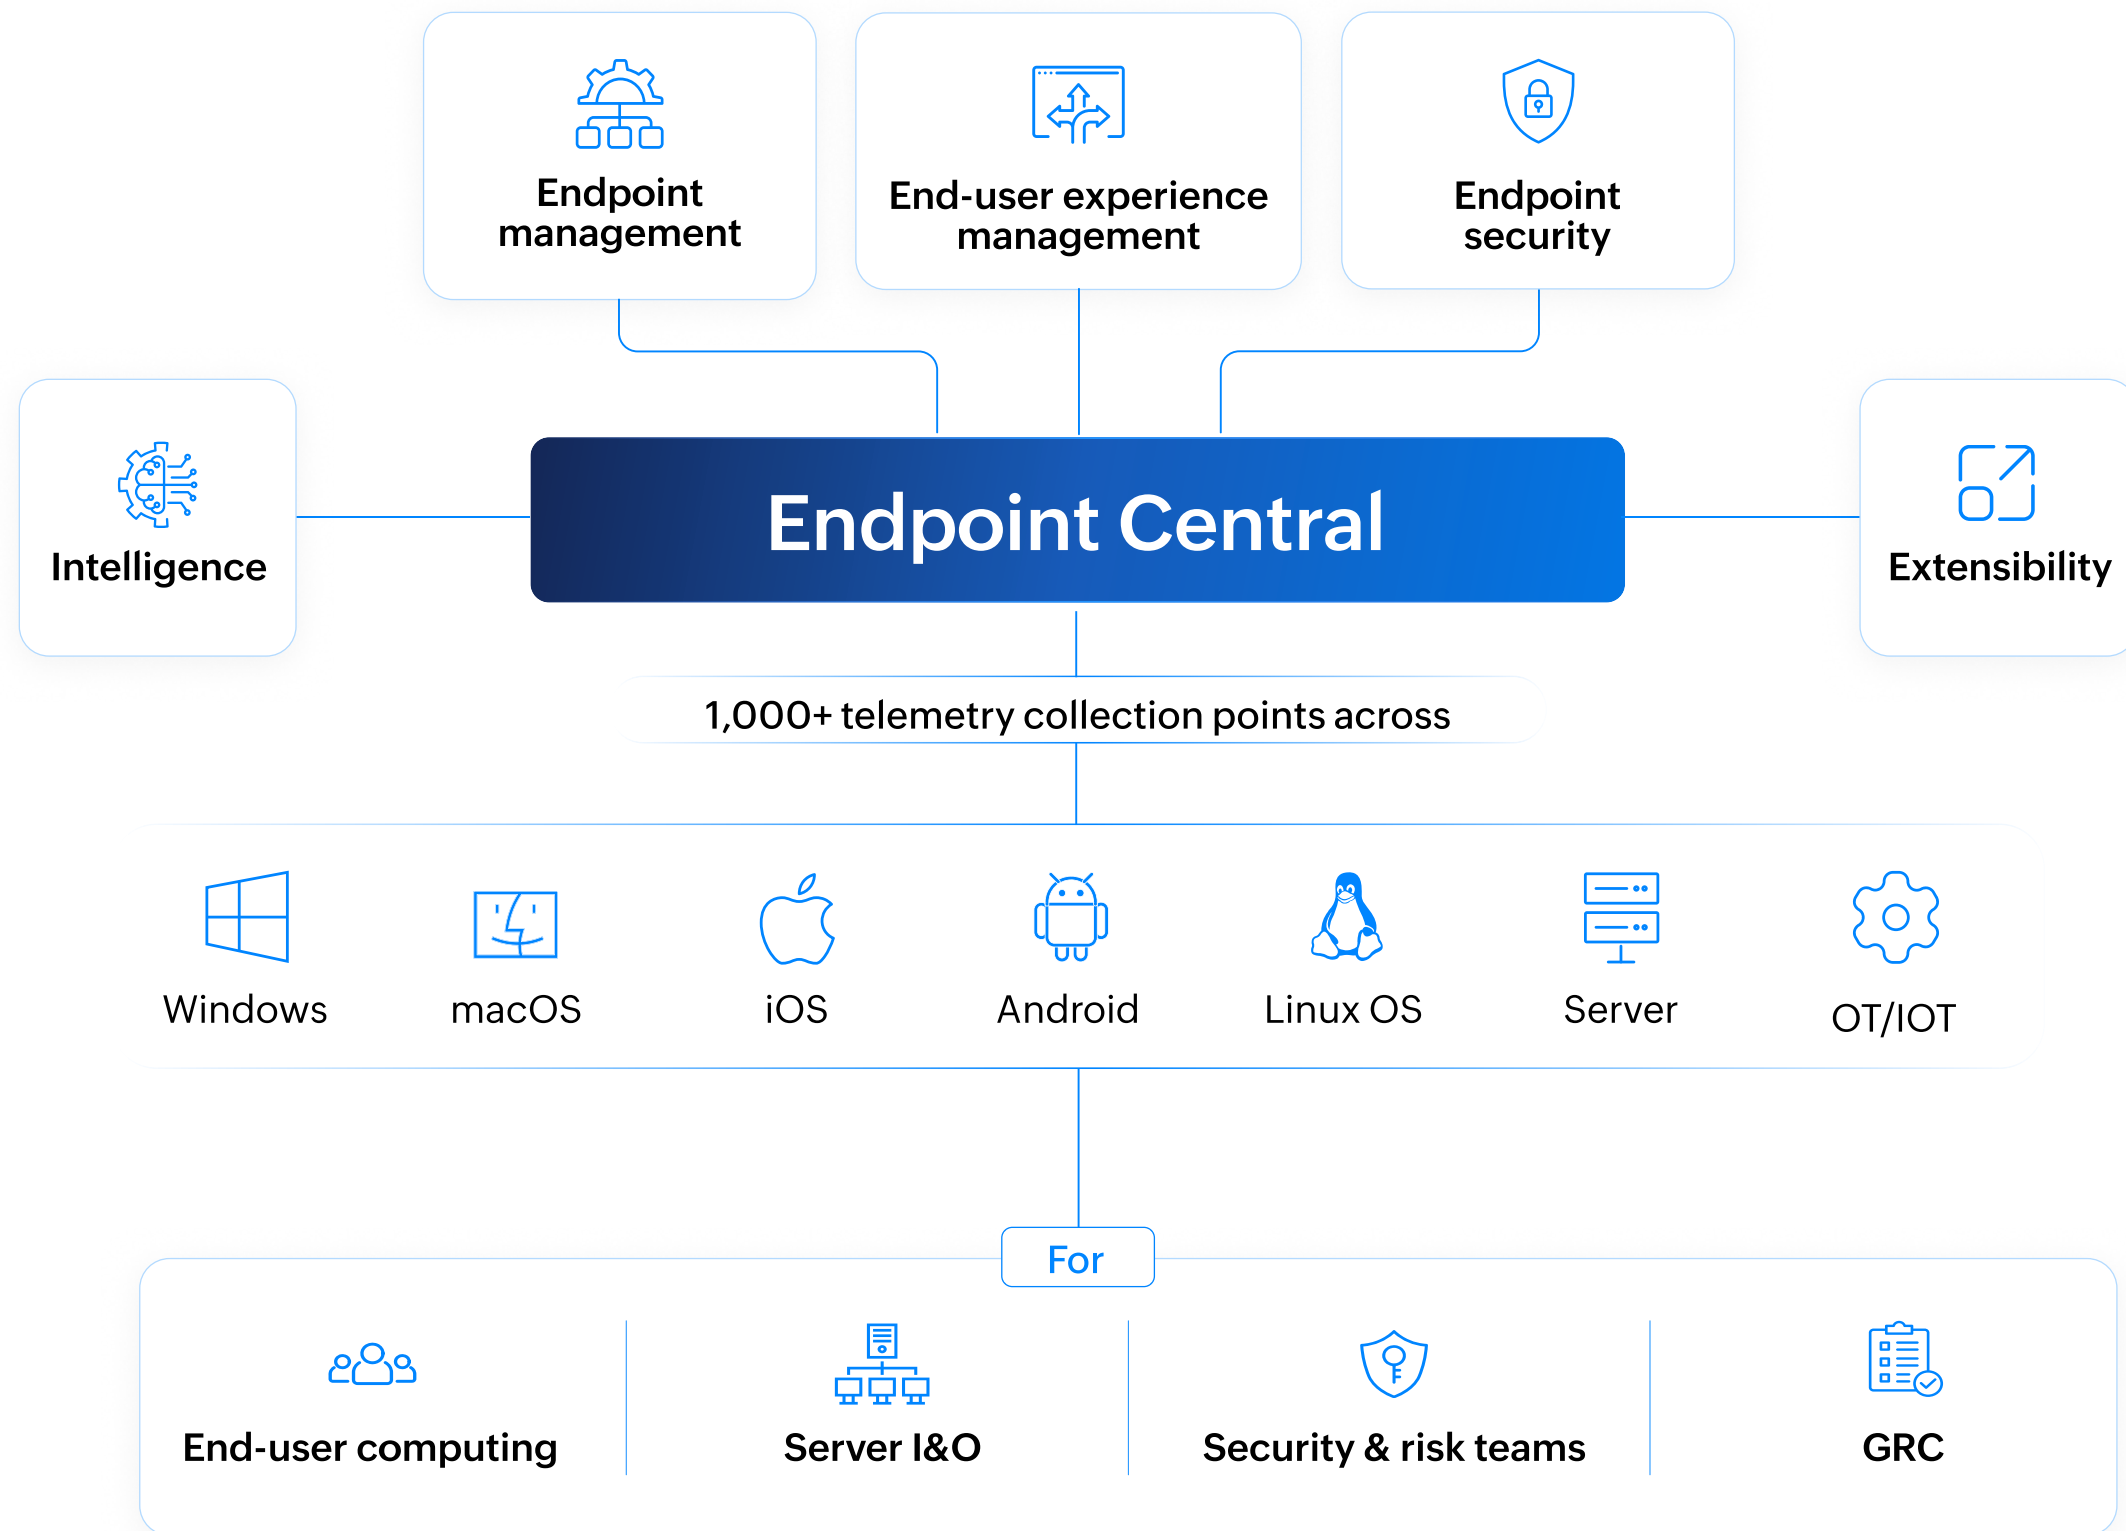 Endpoint
management
End-user experience
management
Endpoint
security
Intelligence
Endpoint Central
Extensibility
1,000+ telemetry collection points across
Windows
macOS
iOS
Android
Linux OS
Server
OT/IOT
For
End-user computing
Server I&O
Security & risk teams
GRC